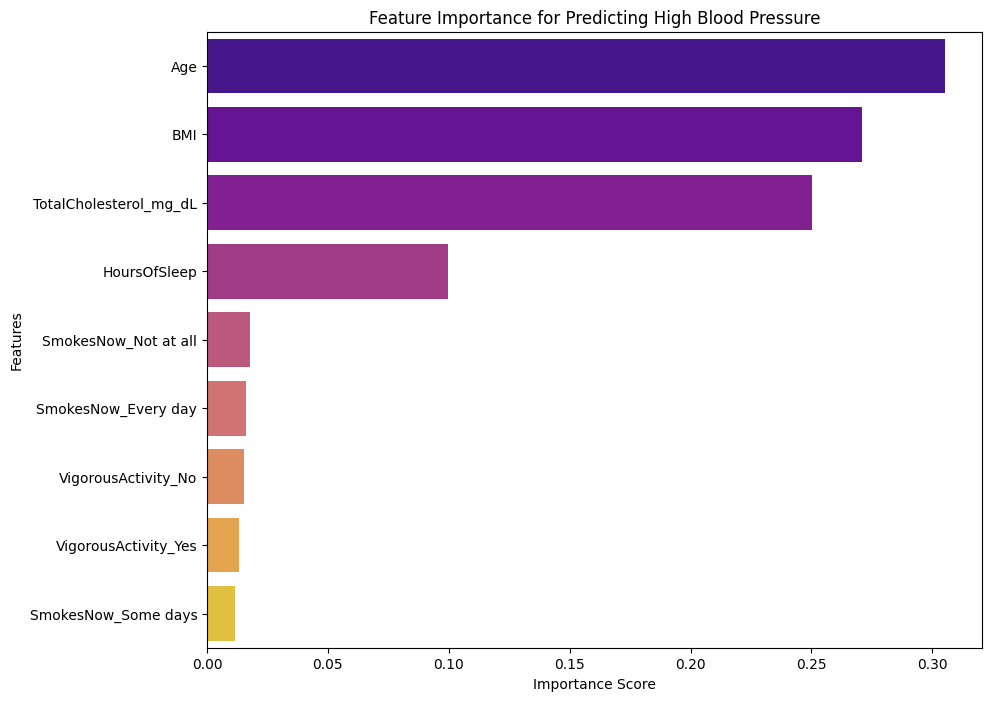 Feature Importance for Predicting High Blood Pressure
Features
Age
BMI
TotalCholesterol_mg_dL
HoursOfSleep
SmokesNow_Not at all
SmokesNow_Every day
VigorousActivity_No
VigorousActivity_Yes
SmokesNow_Some days
0.00 0.05 0.10 0.15 0.20 0.25 0.30
Importance Score